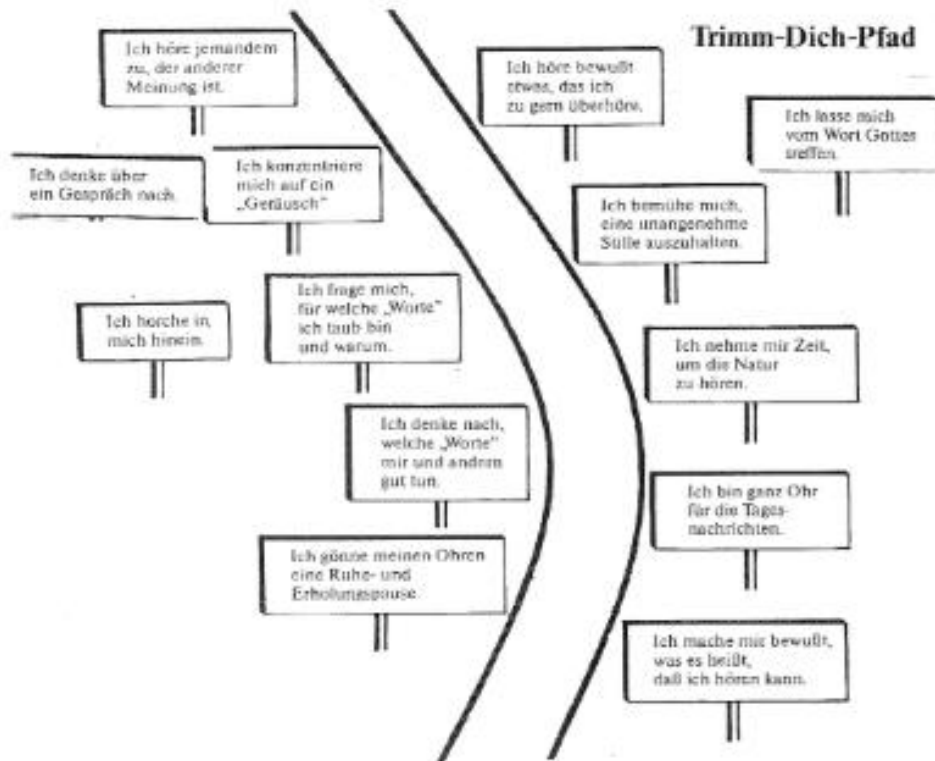 Trimm-Dich-Pfad
Ich höre jemandem
zu, der anderer
Meinung ist.
Ich höre bewußt
etwas, das ich
zu gern überhöre.
Ich lasse mich
vom Wort Gottes
treffen.
Ich denke über
ein Gespräch nach.
Ich konzentriere
mich auf ein
„Geräusch"
Ich bemühe mich,
eine unangenehme
Stille auszuhalten.
Ich horche in
mich hinein.
Ich frage mich,
für welche „Worte"
ich taub bin
und warum.
Ich nehme mir Zeit,
um die Natur
zu hören.
Ich denke nach,
welche „Worte"
mir und andren
gut tun.
Ich bin ganz Ohr
für die Tages-
nachrichten.
Ich gönne meinen Ohren
eine Ruhe- und
Erholungspause.
Ich mache mir bewußt,
was es heißt,
daß ich hören kann.